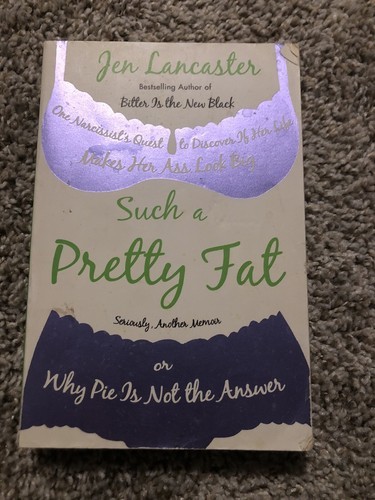 Jen Lancaster
Bestselling Author of
Bitter Is the New Black
One Narcissist's Quest to Discover If Her Life
Makes Her Ass Look Big,
Such a
Pretty Fat
Seriously, Another Memoir
or
Why Pie Is Not the Answer